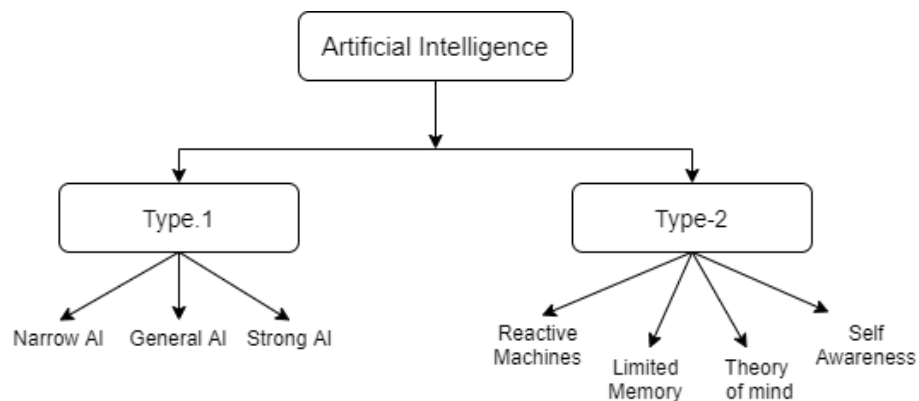 Artificial Intelligence
Type.1
Type-2
Narrow AI
General AI
Strong AI
Reactive
Machines
Limited
Memory
Theory
of mind
Self
Awareness